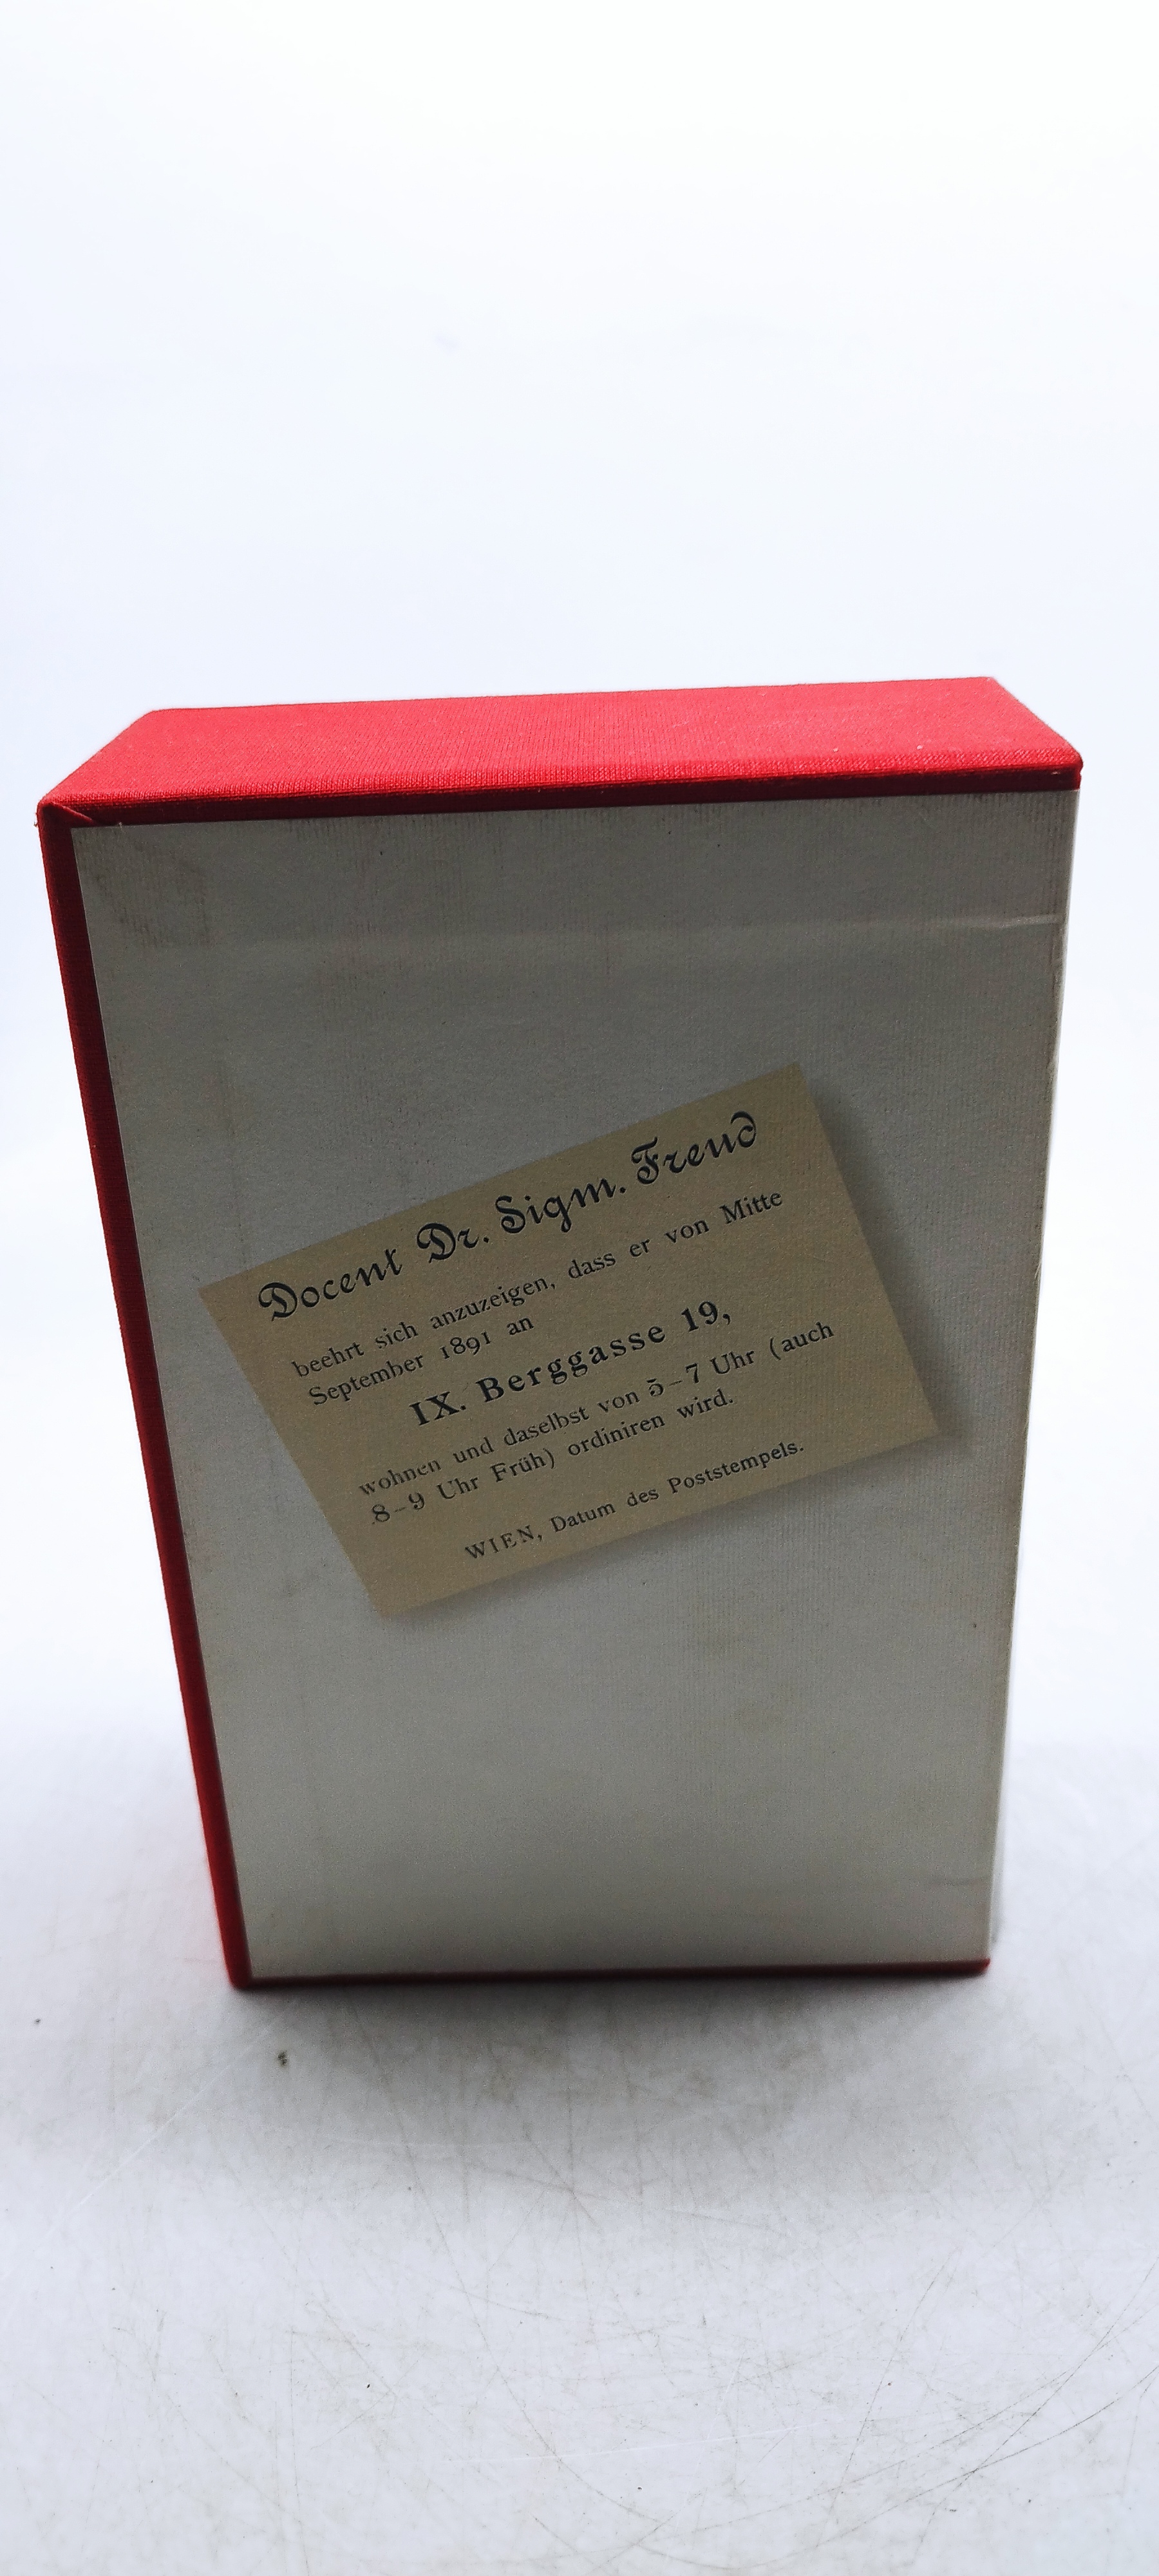 Docent Dr. Sigm. Freud
beehrt sich anzuzeigen, dass er von Mitte
September 1891 an
IX. Berggasse 19,
wohnen und daselbst von 5–7 Uhr (auch
8–9 Uhr Früh) ordiniren wird.
WIEN, Datum des Poststempels.